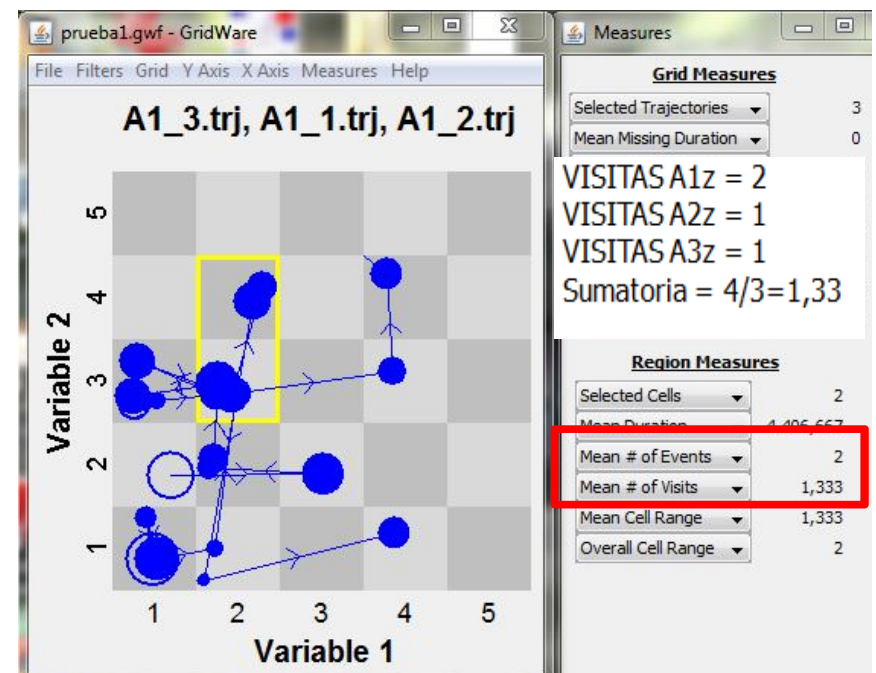 prueba1.gwf - GridWare
File Filters Grid Y Axis X Axis Measures Help
A1_3.trj, A1_1.trj, A1_2.trj
5
4
3
2
1
Variable 2
1 2 3 4 5
Variable 1
Measures
Grid Measures
Selected Trajectories 3
Mean Missing Duration 0
VISITAS A1z = 2
VISITAS A2z = 1
VISITAS A3z = 1
Sumatoria = 4/3=1,33
Region Measures
Selected Cells 2
Mean Duration 4.496,667
Mean # of Events 2
Mean # of Visits 1,333
Mean Cell Range 1,333
Overall Cell Range 2